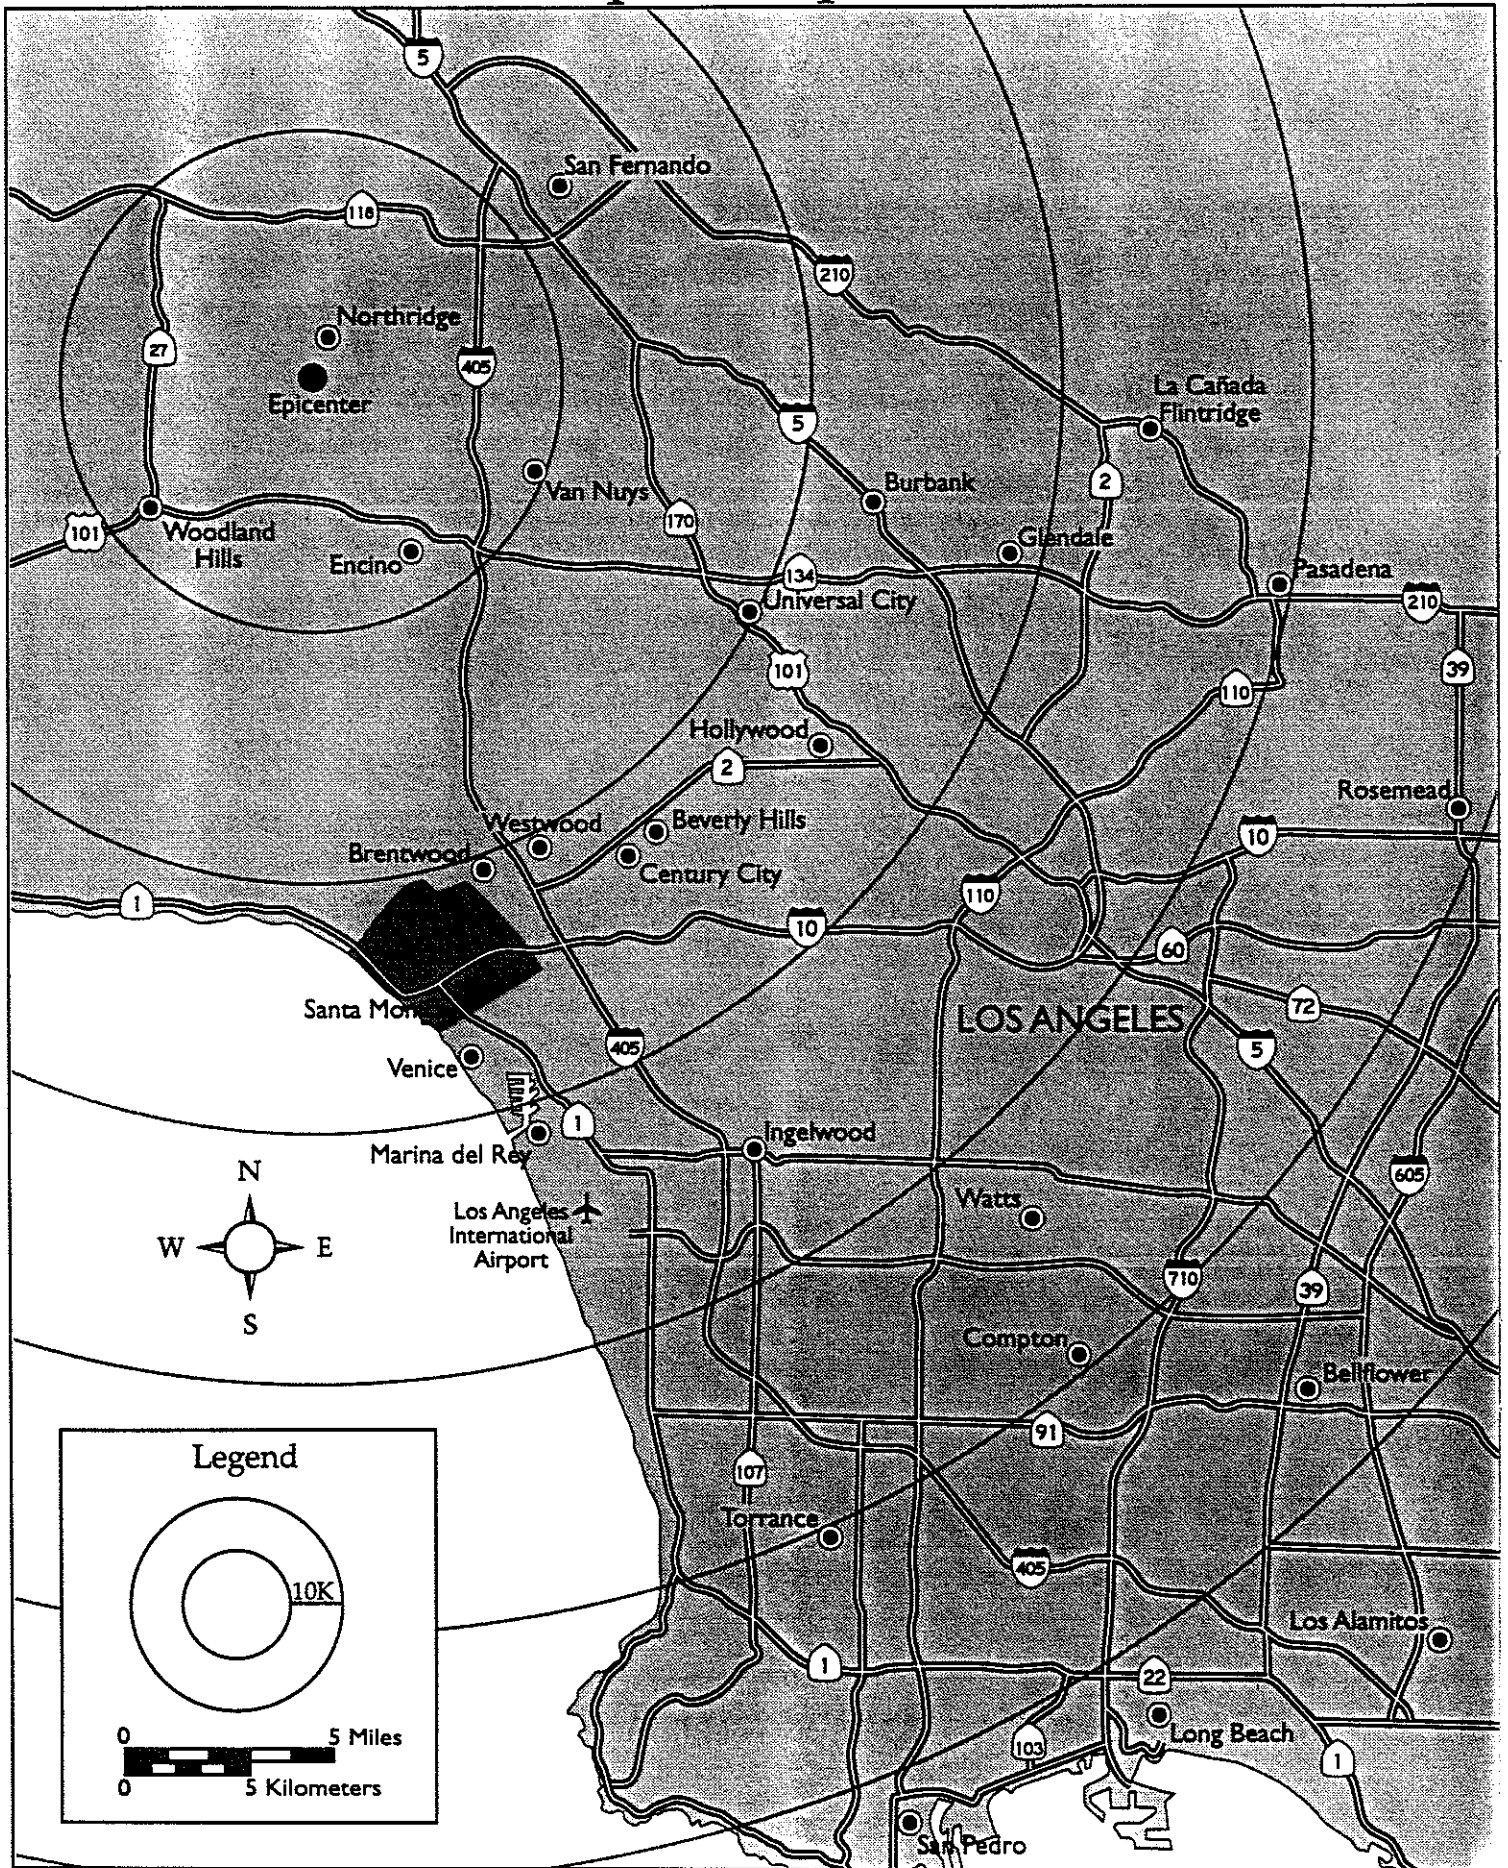 5
San Fernando
118
210
Northridge
27
405
Epicenter
La Cañada
Flintridge
5
2
Burbank
Van Nuys
170
101
Woodland
Hills
Encino
Glendale
134
Pasadena
Universal City
210
101
39
110
Hollywood
2
Rosemead
Westwood
Beverly Hills
10
Brentwood
Century City
1
110
10
60
Santa Mon
LOS ANGELES
72
405
5
Venice
1
Ingelwood
Marina del Rey
N
605
Los Angeles
International
Airport
Watts
W
E
710
39
S
Compton
Bellflower
91
Legend
107
Torrance
10K
405
Los Alamitos
1
22
0
5 Miles
Long Beach
103
1
0
5 Kilometers
San Pedro